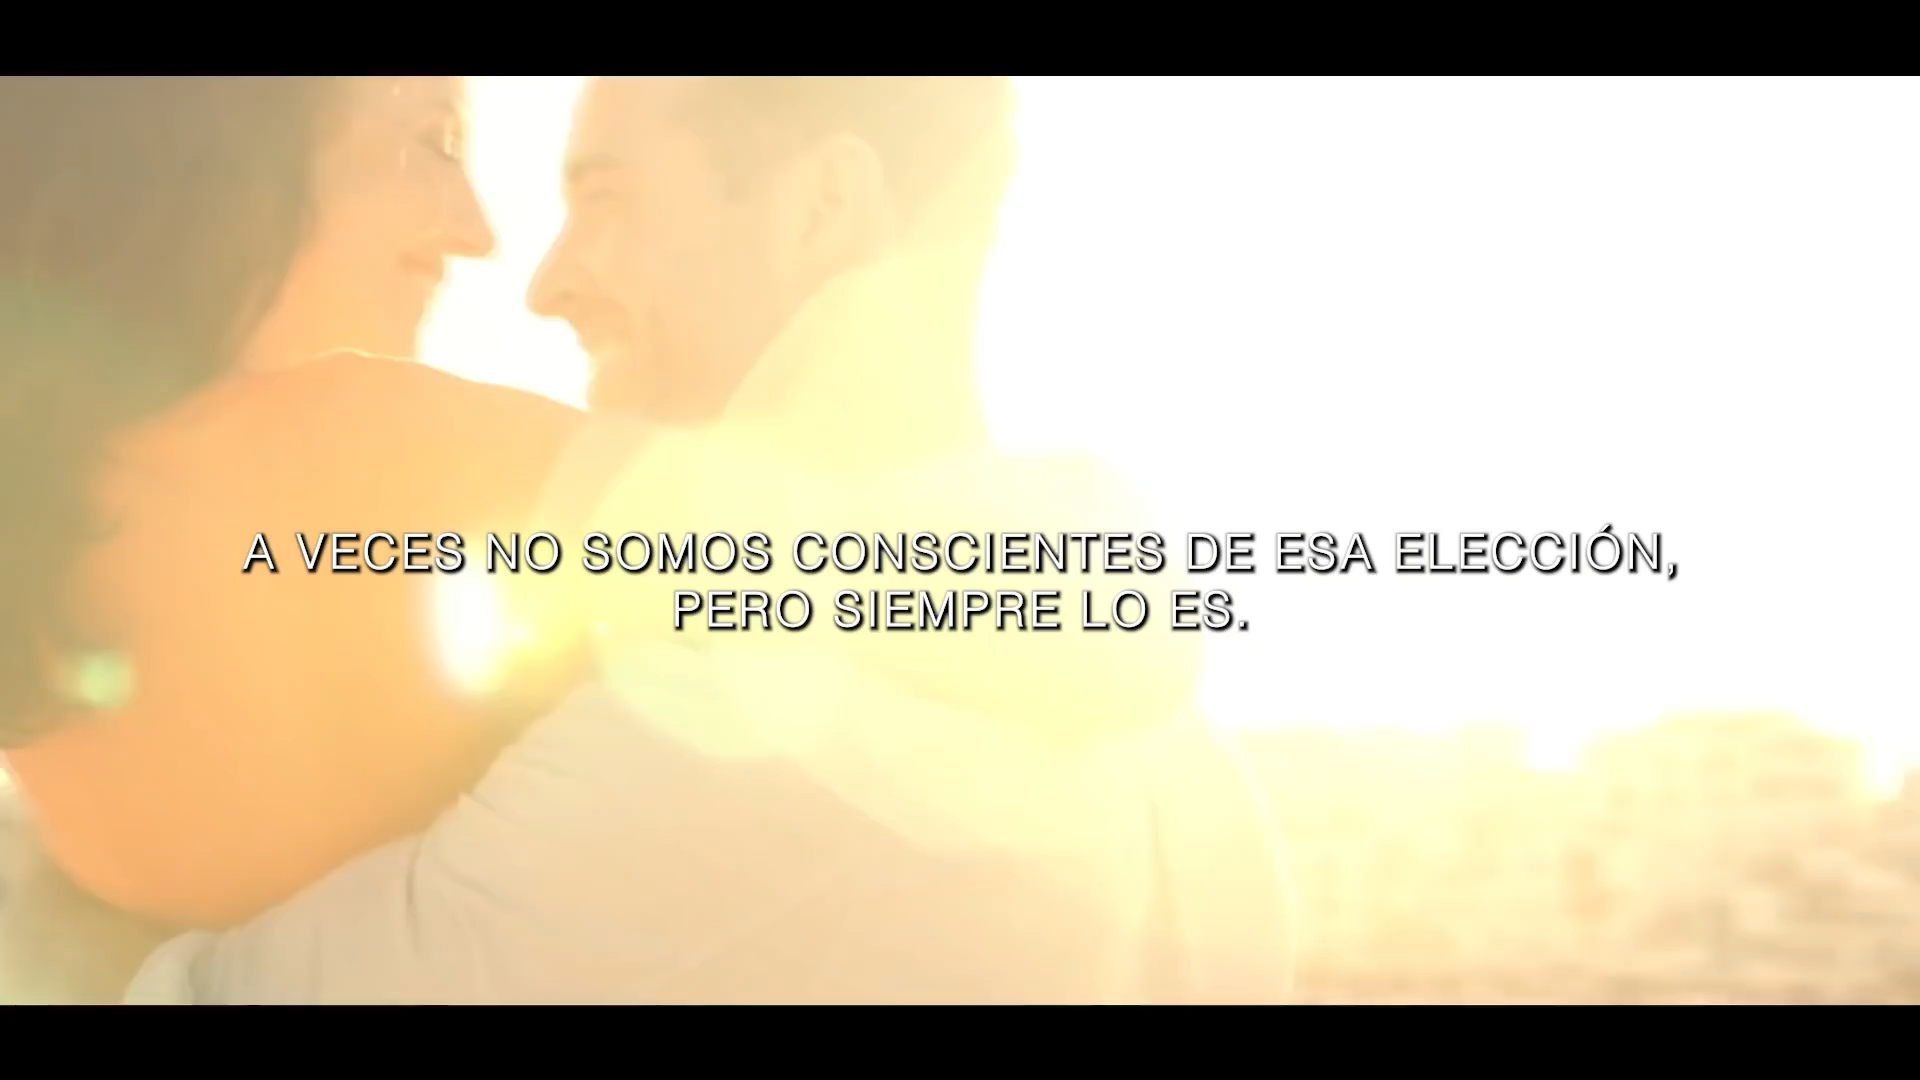 A VECES NO SOMOS CONSCIENTES DE ESA ELECCIÓN,
PERO SIEMPRE LO ES.